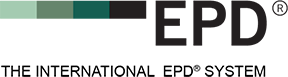 EPD®
THE INTERNATIONAL EPD® SYSTEM